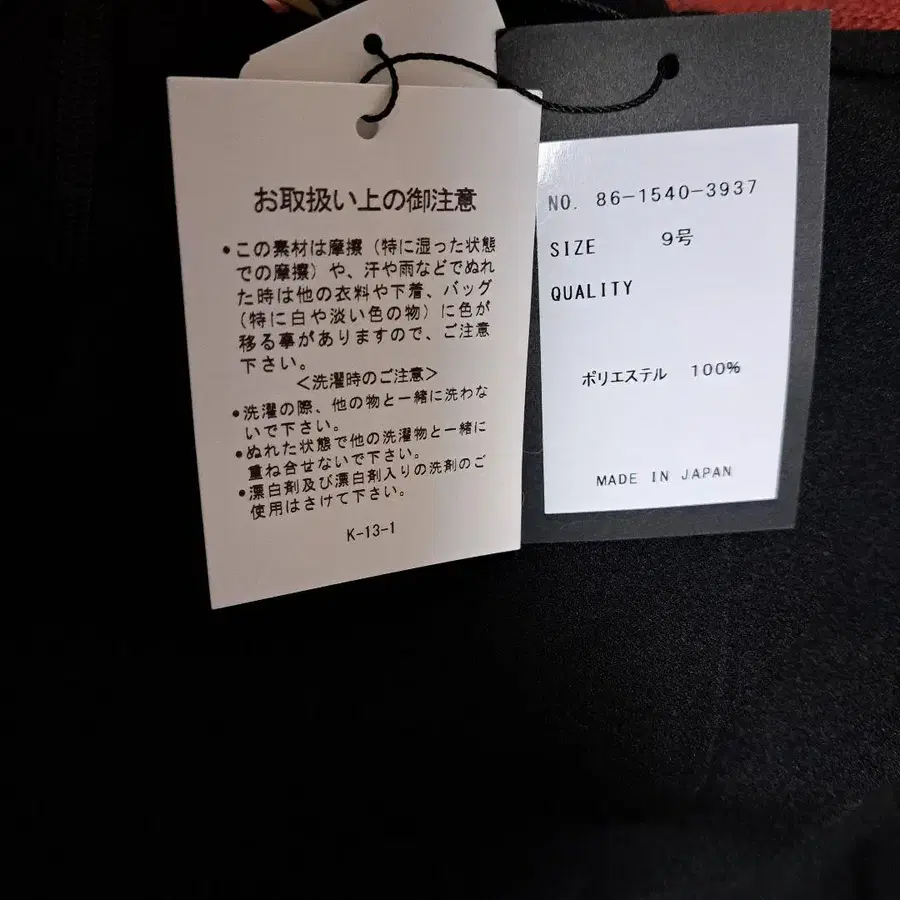 お取扱い上の御注意
•この素材は摩擦（特に湿った状態
での摩擦）や、汗や雨などでぬれ
た時は他の衣料や下着、バッグ
（特に白や淡い色の物）に色が
移る事がありますので、ご注意
下さい。
＜洗濯時のご注意＞
•洗濯の際、他の物と一緒に洗わな
いで下さい。
•ぬれた状態で他の洗濯物と一緒に
重ね合せないで下さい。
•漂白剤及び漂白剤入りの洗剤のご
使用はさけて下さい。
K-13-1
NO. 86-1540-3937
SIZE 9号
QUALITY
ポリエステル 100%
MADE IN JAPAN